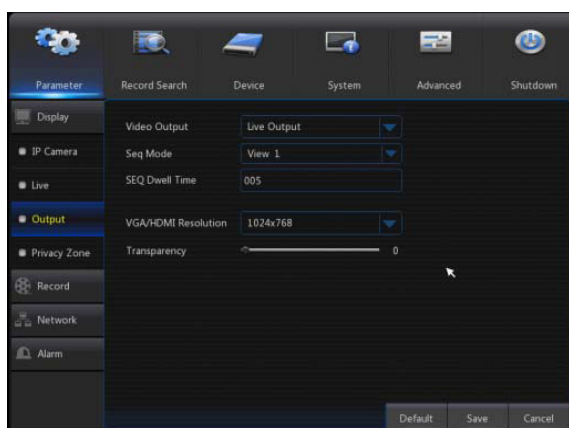 Parameter Record Search Device System Advanced Shutdown
Display
IP Camera
Live
Output
Privacy Zone
Record
Network
Alarm
Video Output Live Output
Seq Mode View 1
SEQ Dwell Time 005
VGA/HDMI Resolution 1024x768
Transparency 0
Default Save Cancel